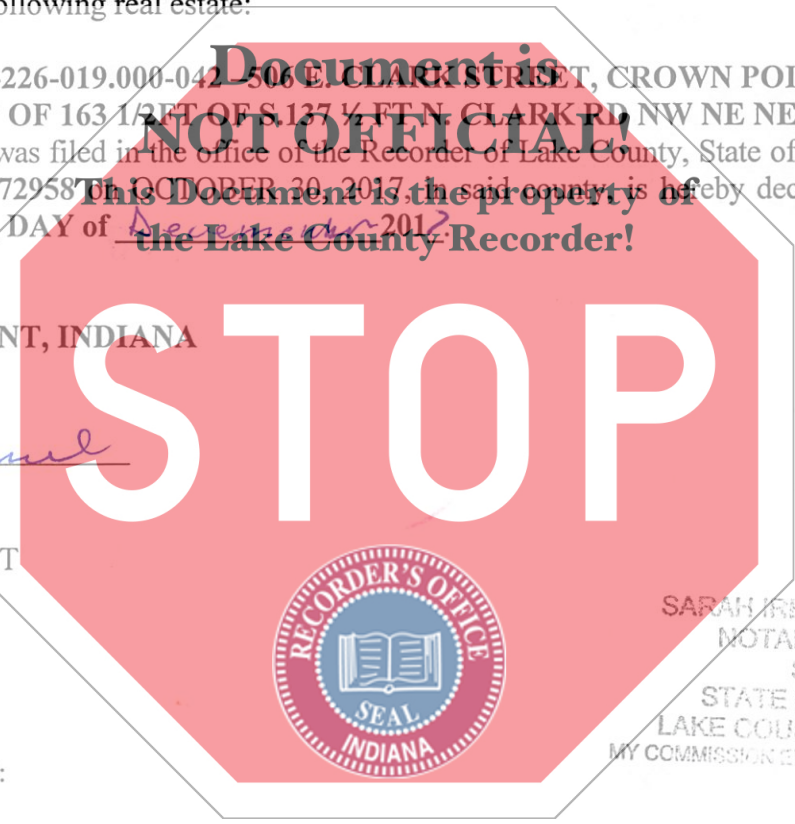 following real estate:
Document is
226-019.000-042 -506 E. CLARK STREET, CROWN POI
OF 163 1/2FT OF S.137 ½ FT N. CLARK RD NW NE NE
NOT OFFICIAL!
was filed in the office of the Recorder of Lake County, State of
72958 on OCTOBER 30, 2017, in said county, is hereby dec
This Document is the property of
DAY of December 2017.
the Lake County Recorder!
NT, INDIANA
STOP
T
RECORDER'S OFFICE
SEAL
INDIANA
SARAH
NOTA
S
STATE
LAKE COU
MY COMMISSION E
: